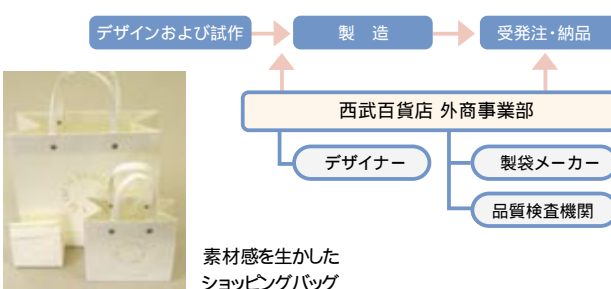 デザインおよび試作
製 造
受発注・納品
西武百貨店 外商事業部
デザイナー
製袋メーカー
品質検査機関
素材感を生かした
ショッピングバッグ